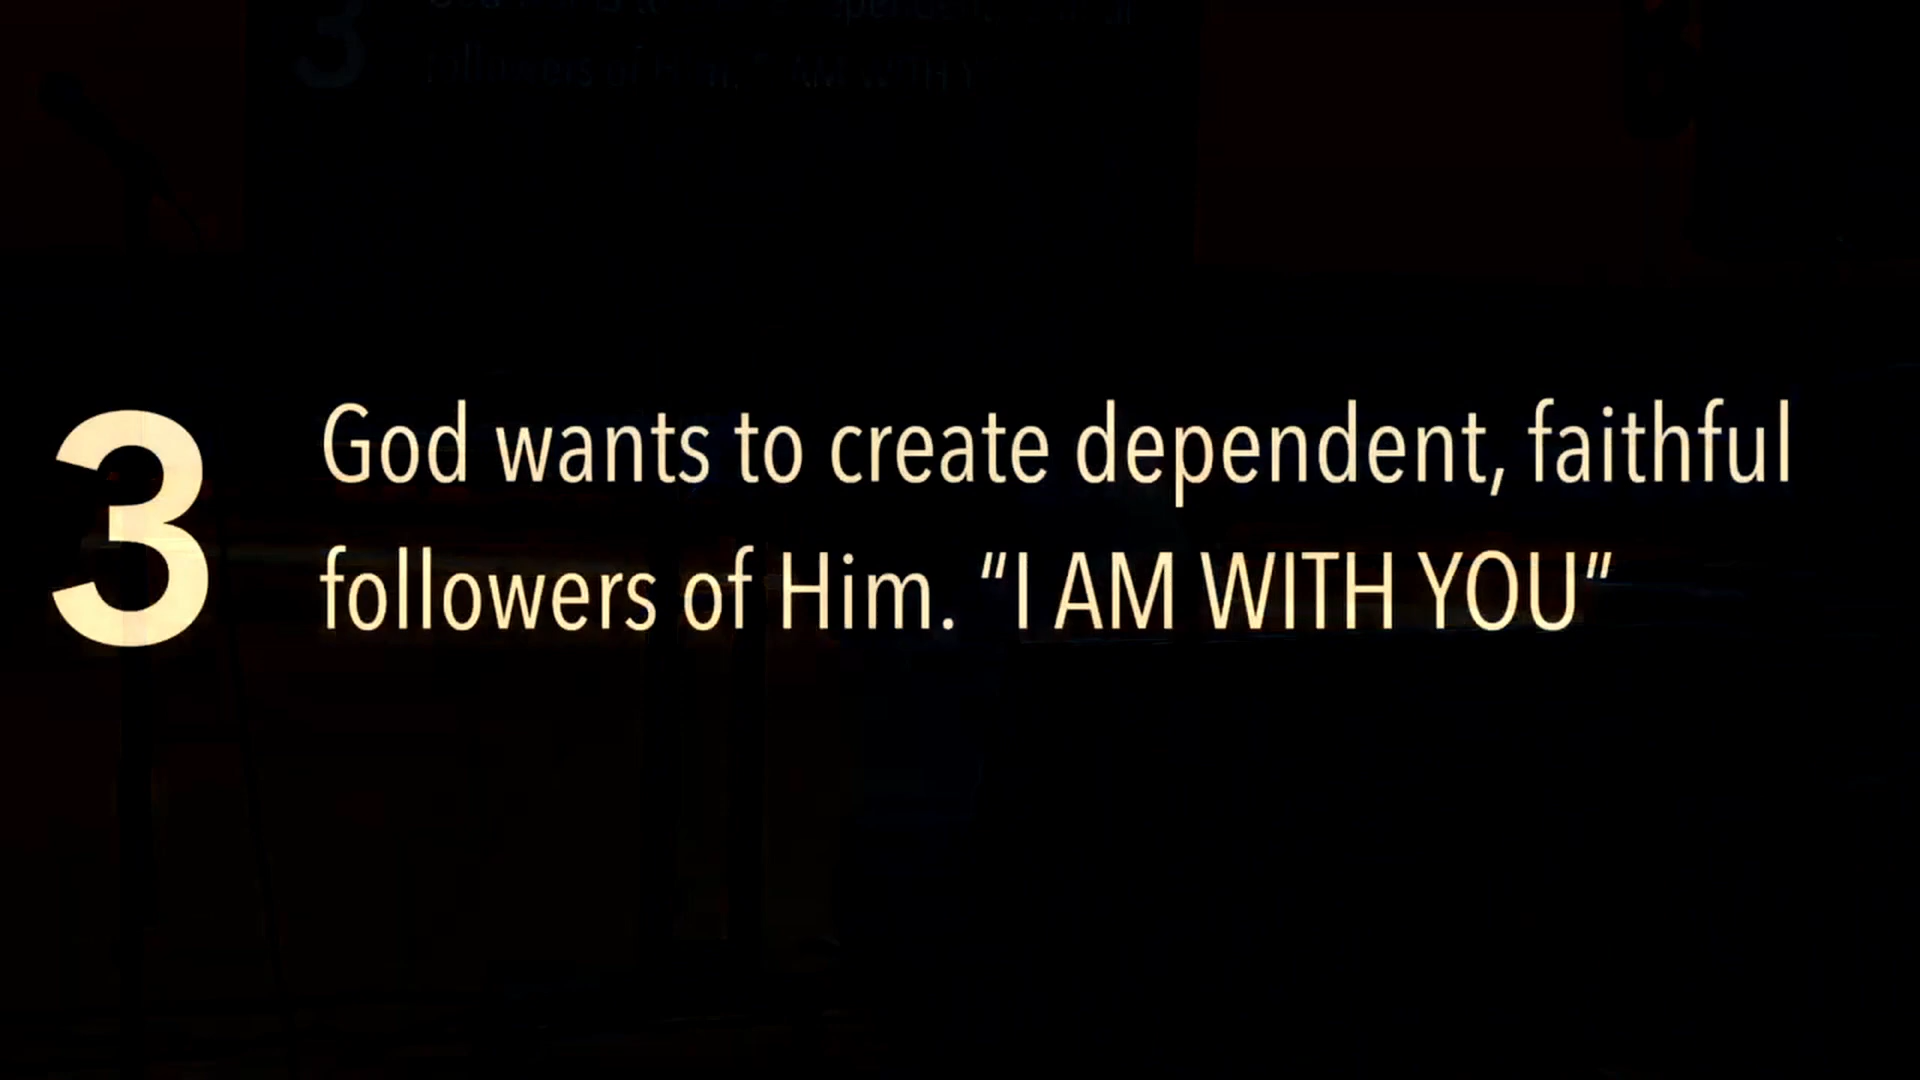 3
God wants to create dependent, faithful
followers of Him. “I AM WITH YOU”